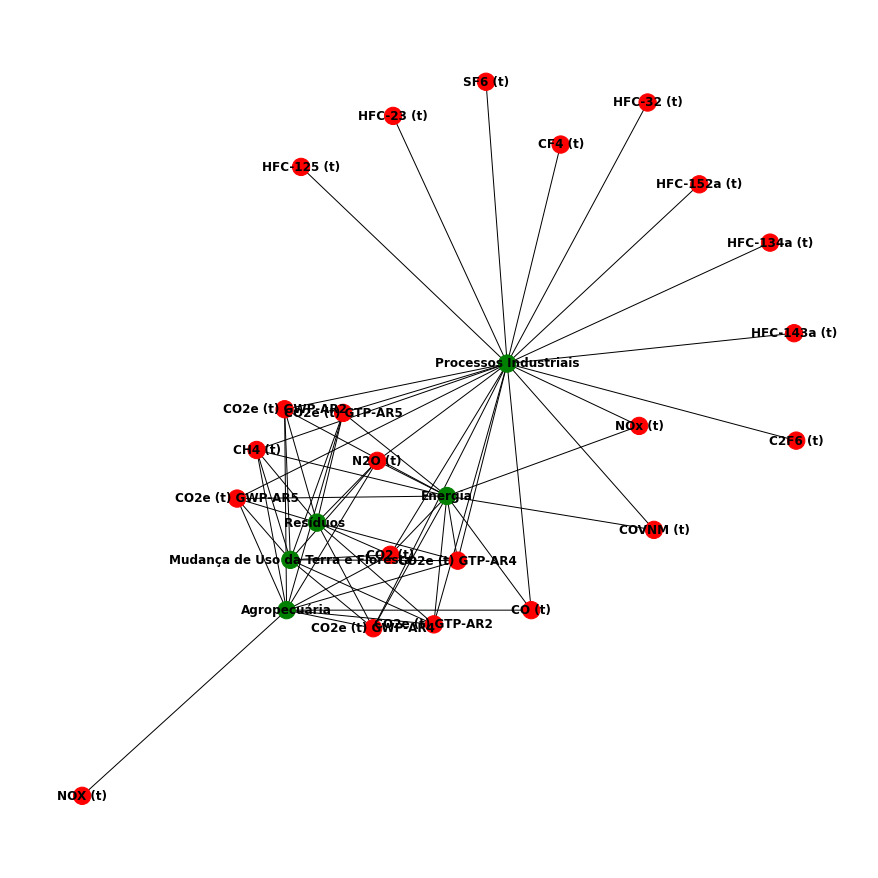 SF6 (t)
HFC-32 (t)
HFC-23 (t)
CF4 (t)
HFC-125 (t)
HFC-152a (t)
HFC-134a (t)
HFC-143a (t)
Processos Industriais
CO2e (t) GWP-AR2
CO2e (t) GTP-AR5
NOx (t)
C2F6 (t)
CH4 (t)
N2O (t)
CO2e (t) GWP-AR5
Energia
Resíduos
COVNM (t)
CO2 (t)
Mudança de Uso da Terra e Floresta
CO2e (t) GTP-AR4
Agropecuária
CO (t)
CO2e (t) GTP-AR2
CO2e (t) GWP-AR4
NOX (t)